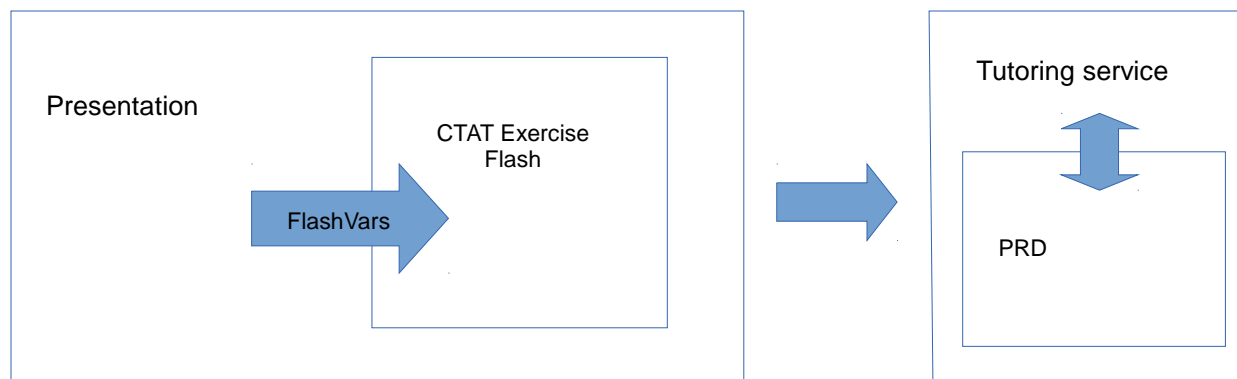 Presentation
CTAT Exercise
Flash
FlashVars
Tutoring service
PRD